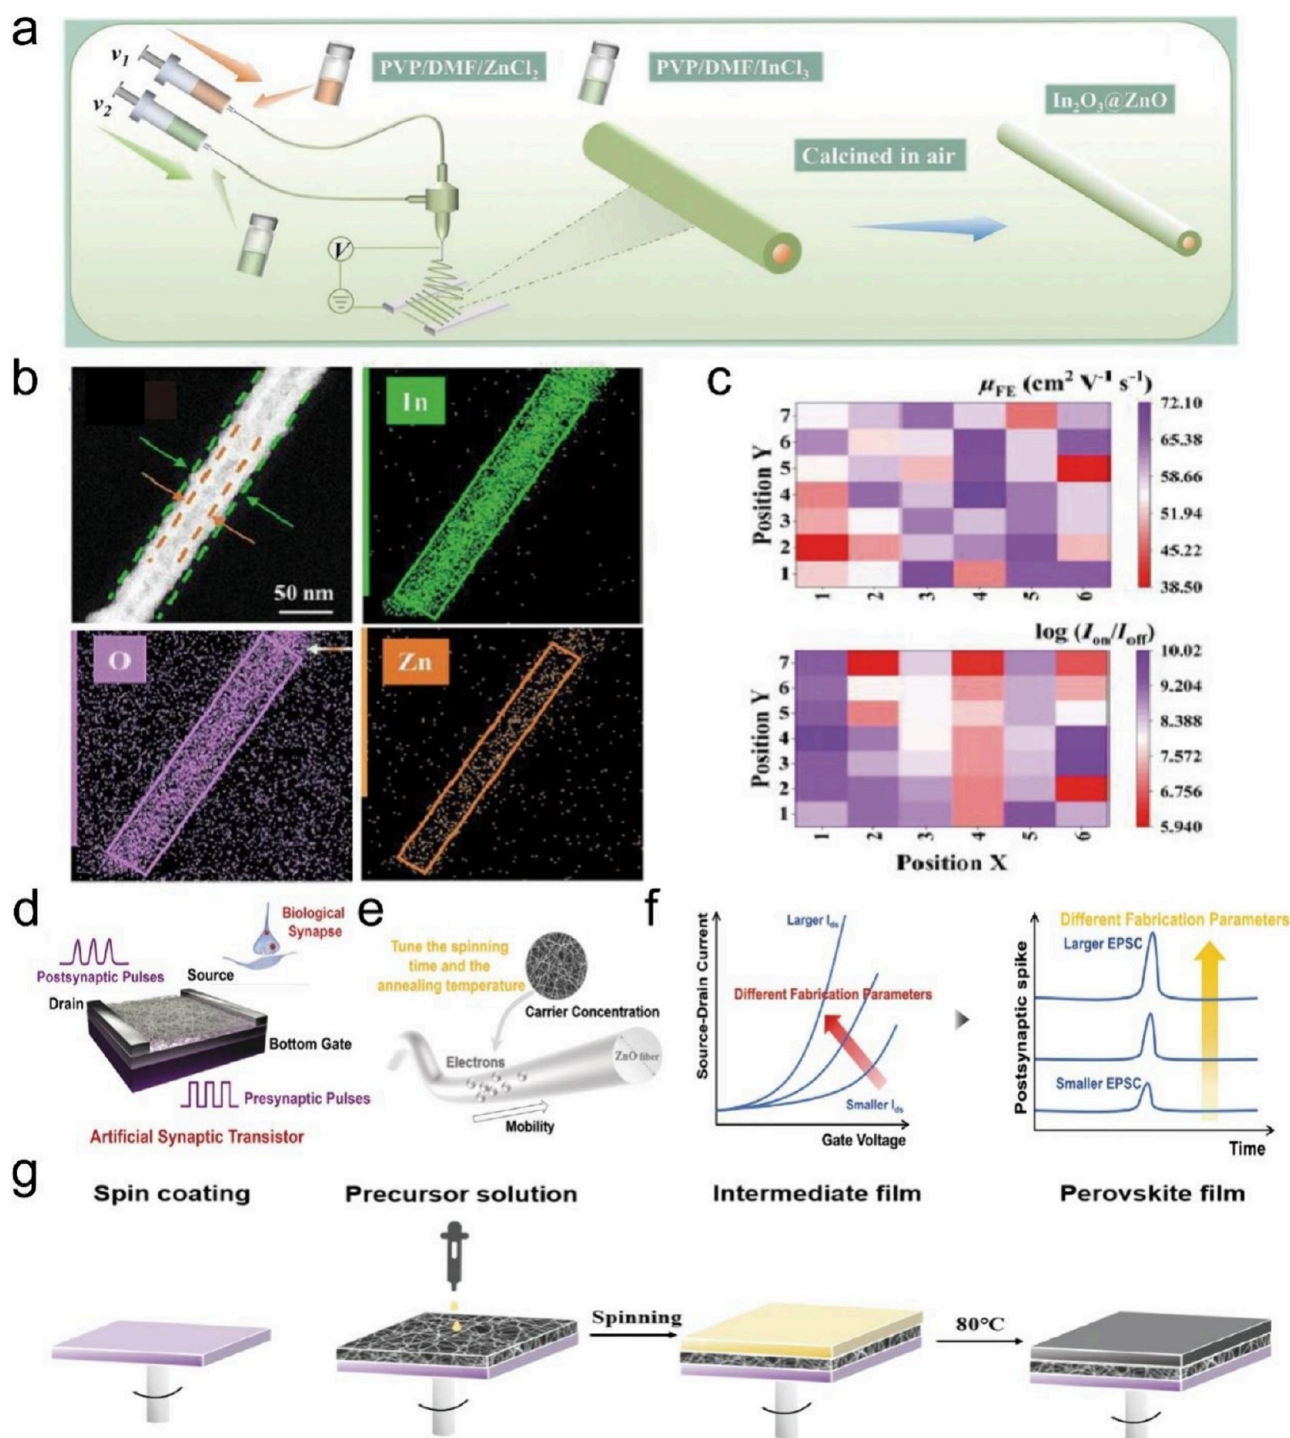 a
v1
v2
PVP/DMF/ZnCl2
PVP/DMF/InCl3
In2O3@ZnO
Calcined in air
V
b
In
50 nm
O
Zn
c
μFE (cm2 V-1 s-1)
Position Y
7
6
5
4
3
2
1
1 2 3 4 5 6
72.10
65.38
58.66
51.94
45.22
38.50
log (Ion/Ioff)
Position Y
7
6
5
4
3
2
1
1 2 3 4 5 6
Position X
10.02
9.204
8.388
7.572
6.756
5.940
d
Biological
Synapse
Postsynaptic Pulses
Source
Drain
Bottom Gate
Presynaptic Pulses
Artificial Synaptic Transistor
e
Tune the spinning
time and the
annealing temperature
Carrier Concentration
Electrons
ZnO fiber
Mobility
f
Source-Drain Current
Larger Ids
Different Fabrication Parameters
Smaller Ids
Gate Voltage
Postsynaptic spike
Different Fabrication Parameters
Larger EPSC
Smaller EPSC
Time
g
Spin coating
Precursor solution
Intermediate film
Perovskite film
Spinning
80°C